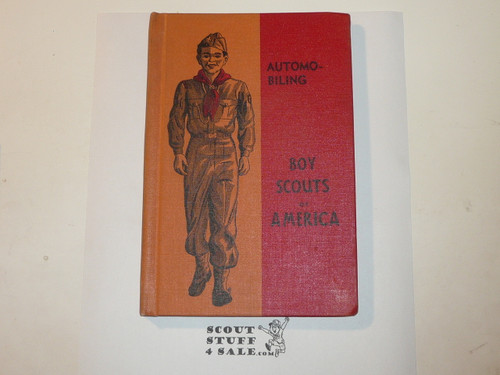 AUTOMO-
BILING
BOY
SCOUTS
OF
AMERICA
SCOUT
STUFF
4 SALE.com